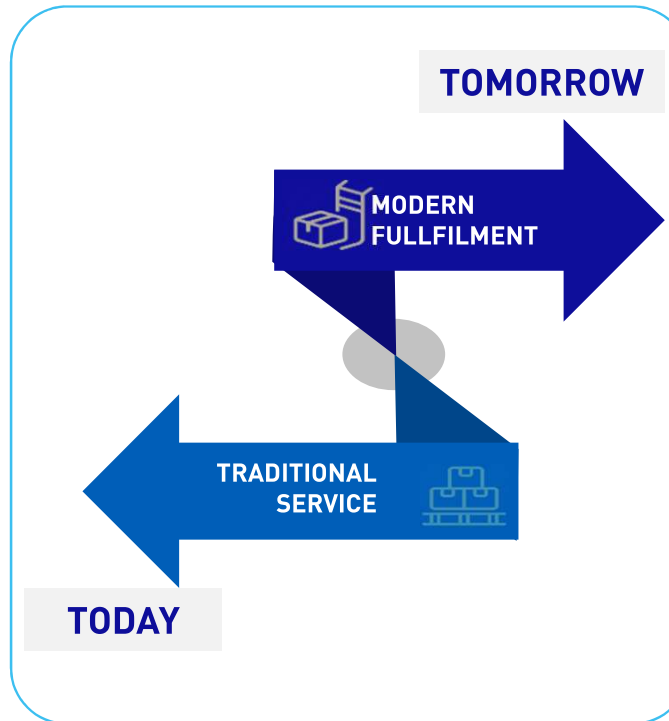 TOMORROW
MODERN
FULLFILMENT
TRADITIONAL
SERVICE
TODAY